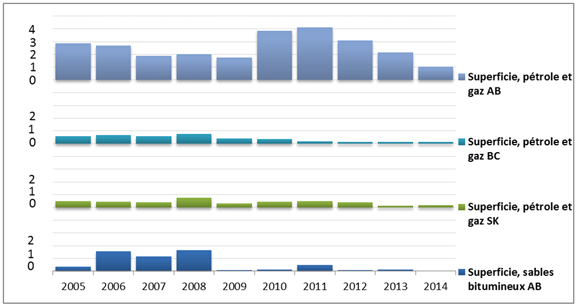 4
3
2
1
0
Superficie, pétrole et
gaz AB
2
1
0
Superficie, pétrole et
gaz BC
2
1
0
Superficie, pétrole et
gaz SK
2
1
0
Superficie, sables
bitumineux AB
2005 2006 2007 2008 2009 2010 2011 2012 2013 2014